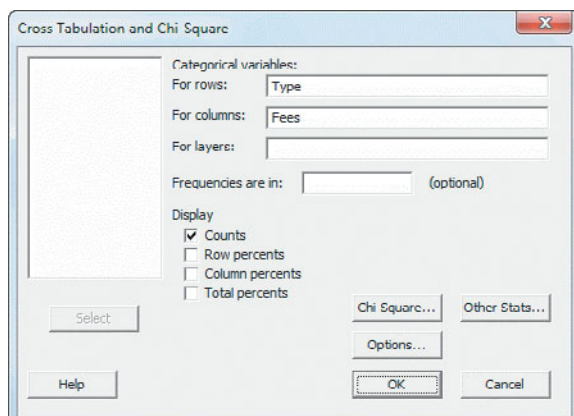 Cross Tabulation and Chi Square
Categorical variables:
For rows: Type
For columns: Fees
For layers:
Frequencies are in: (optional)
Display
Counts
Row percents
Column percents
Total percents
Select
Chi Square... Other Stats...
Options...
Help OK Cancel